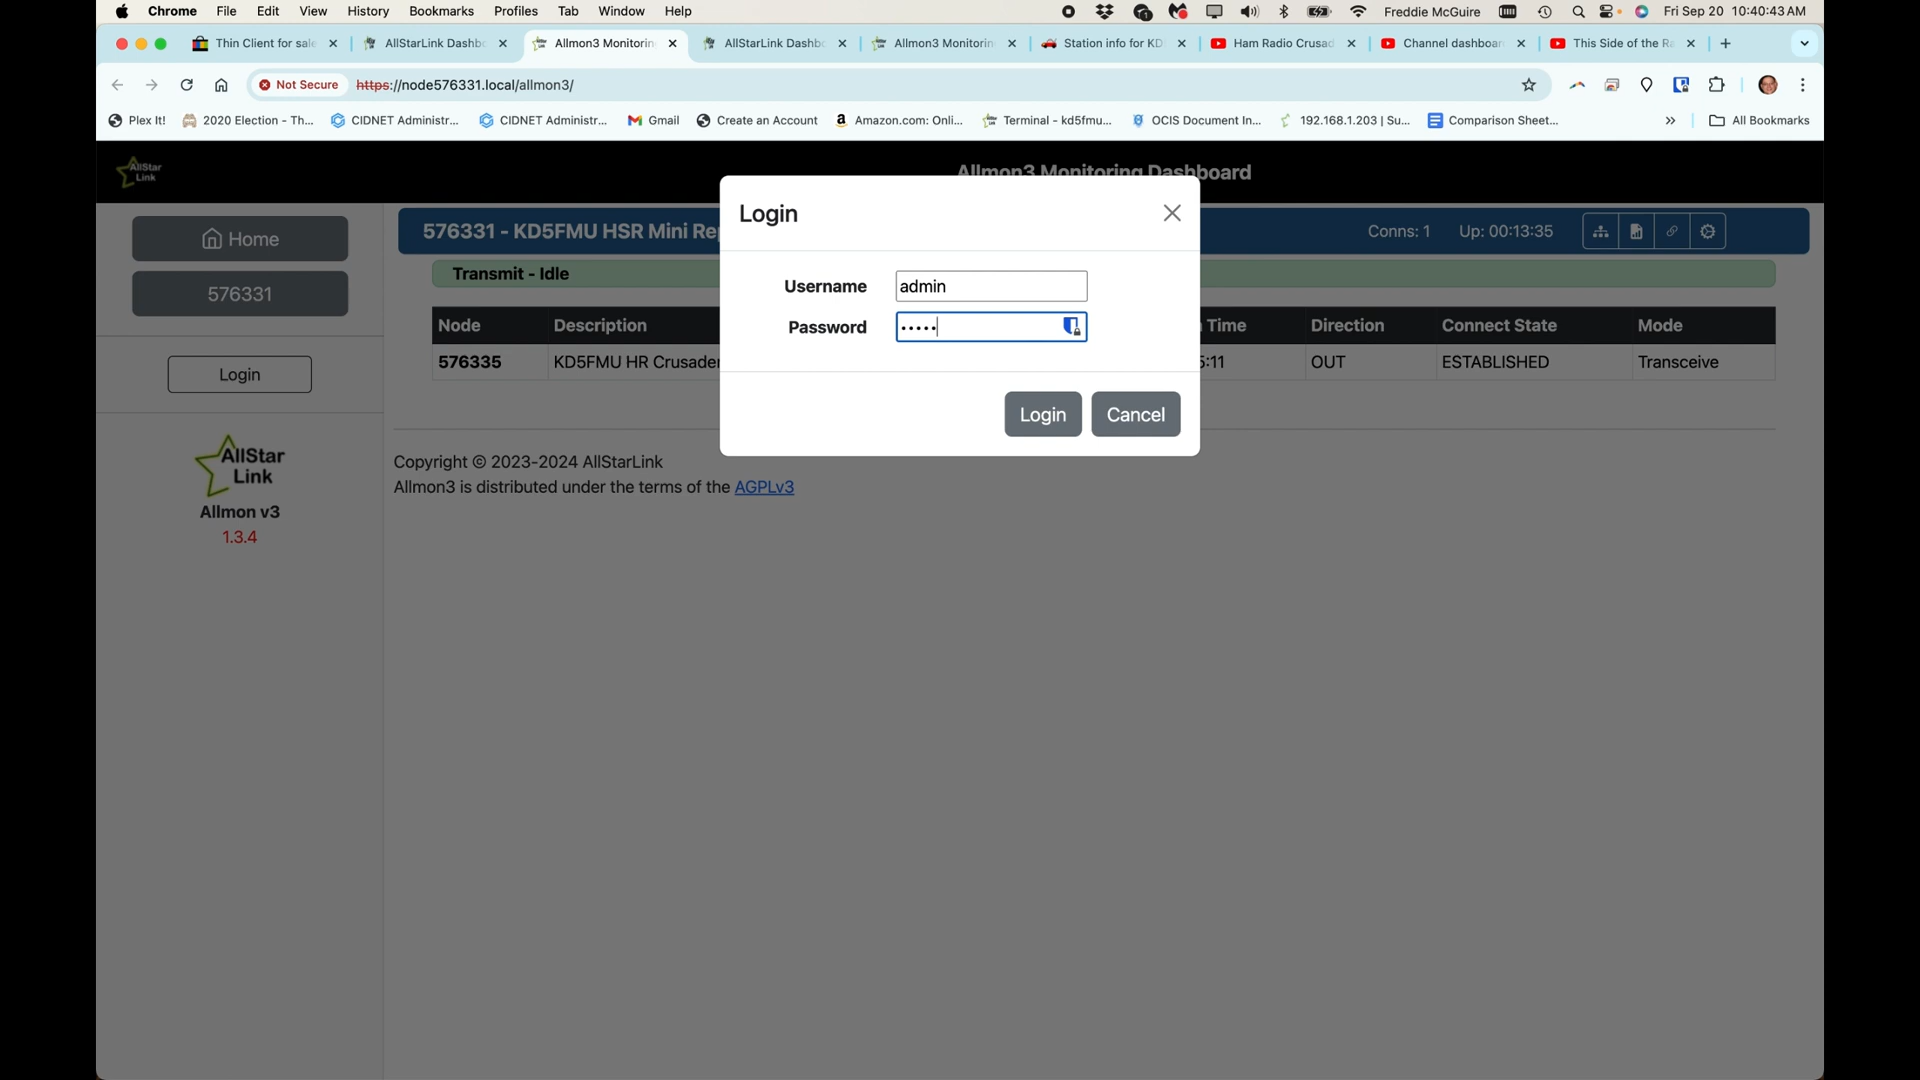 Chrome File Edit View History Bookmarks Profiles Tab Window Help Freddie McGuire Fri Sep 20 10:40:43 AM
Thin Client for sale AllStarLink Dashbo Allmon3 Monitorin AllStarLink Dashbo Allmon3 Monitorin Station info for KD Ham Radio Crusad Channel dashboar This Side of the Ra
Not Secure https://node576331.local/allmon3/
Plex It! 2020 Election - Th... CIDNET Administr... CIDNET Administr... Gmail Create an Account Amazon.com: Onli... Terminal - kd5fmu... OCIS Document In... 192.168.1.203 | Su... Comparison Sheet... » All Bookmarks
AllStar Link
Allmon3 Monitoring Dashboard
Home
576331
Login
AllStar Link
Allmon v3
1.3.4
576331 - KD5FMU HSR Mini Rep Conns: 1 Up: 00:13:35
Transmit - Idle
Node Description Time Direction Connect State Mode
576335 KD5FMU HR Crusader 5:11 OUT ESTABLISHED Transceive
Copyright © 2023-2024 AllStarLink
Allmon3 is distributed under the terms of the AGPLv3
Login
Username admin
Password •••••
Login Cancel